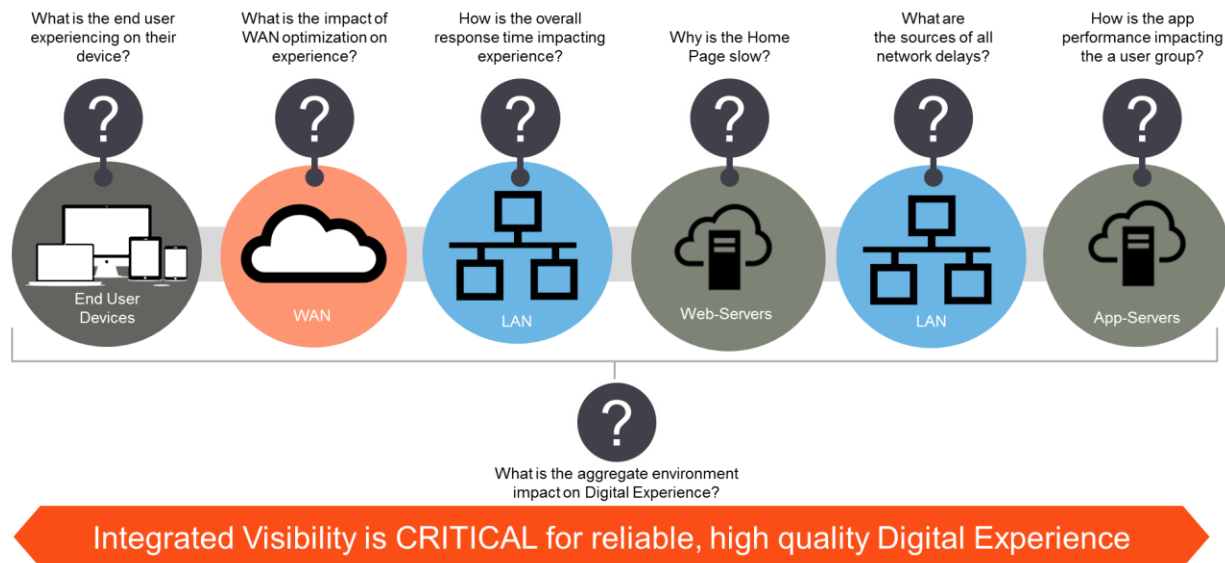 What is the end user
experiencing on their
device?
What is the impact of
WAN optimization on
experience?
How is the overall
response time impacting
experience?
Why is the Home
Page slow?
What are
the sources of all
network delays?
How is the app
performance impacting
the a user group?
?
?
?
?
?
?
End User
Devices
WAN
LAN
Web-Servers
LAN
App-Servers
?
What is the aggregate environment
impact on Digital Experience?
Integrated Visibility is CRITICAL for reliable, high quality Digital Experience